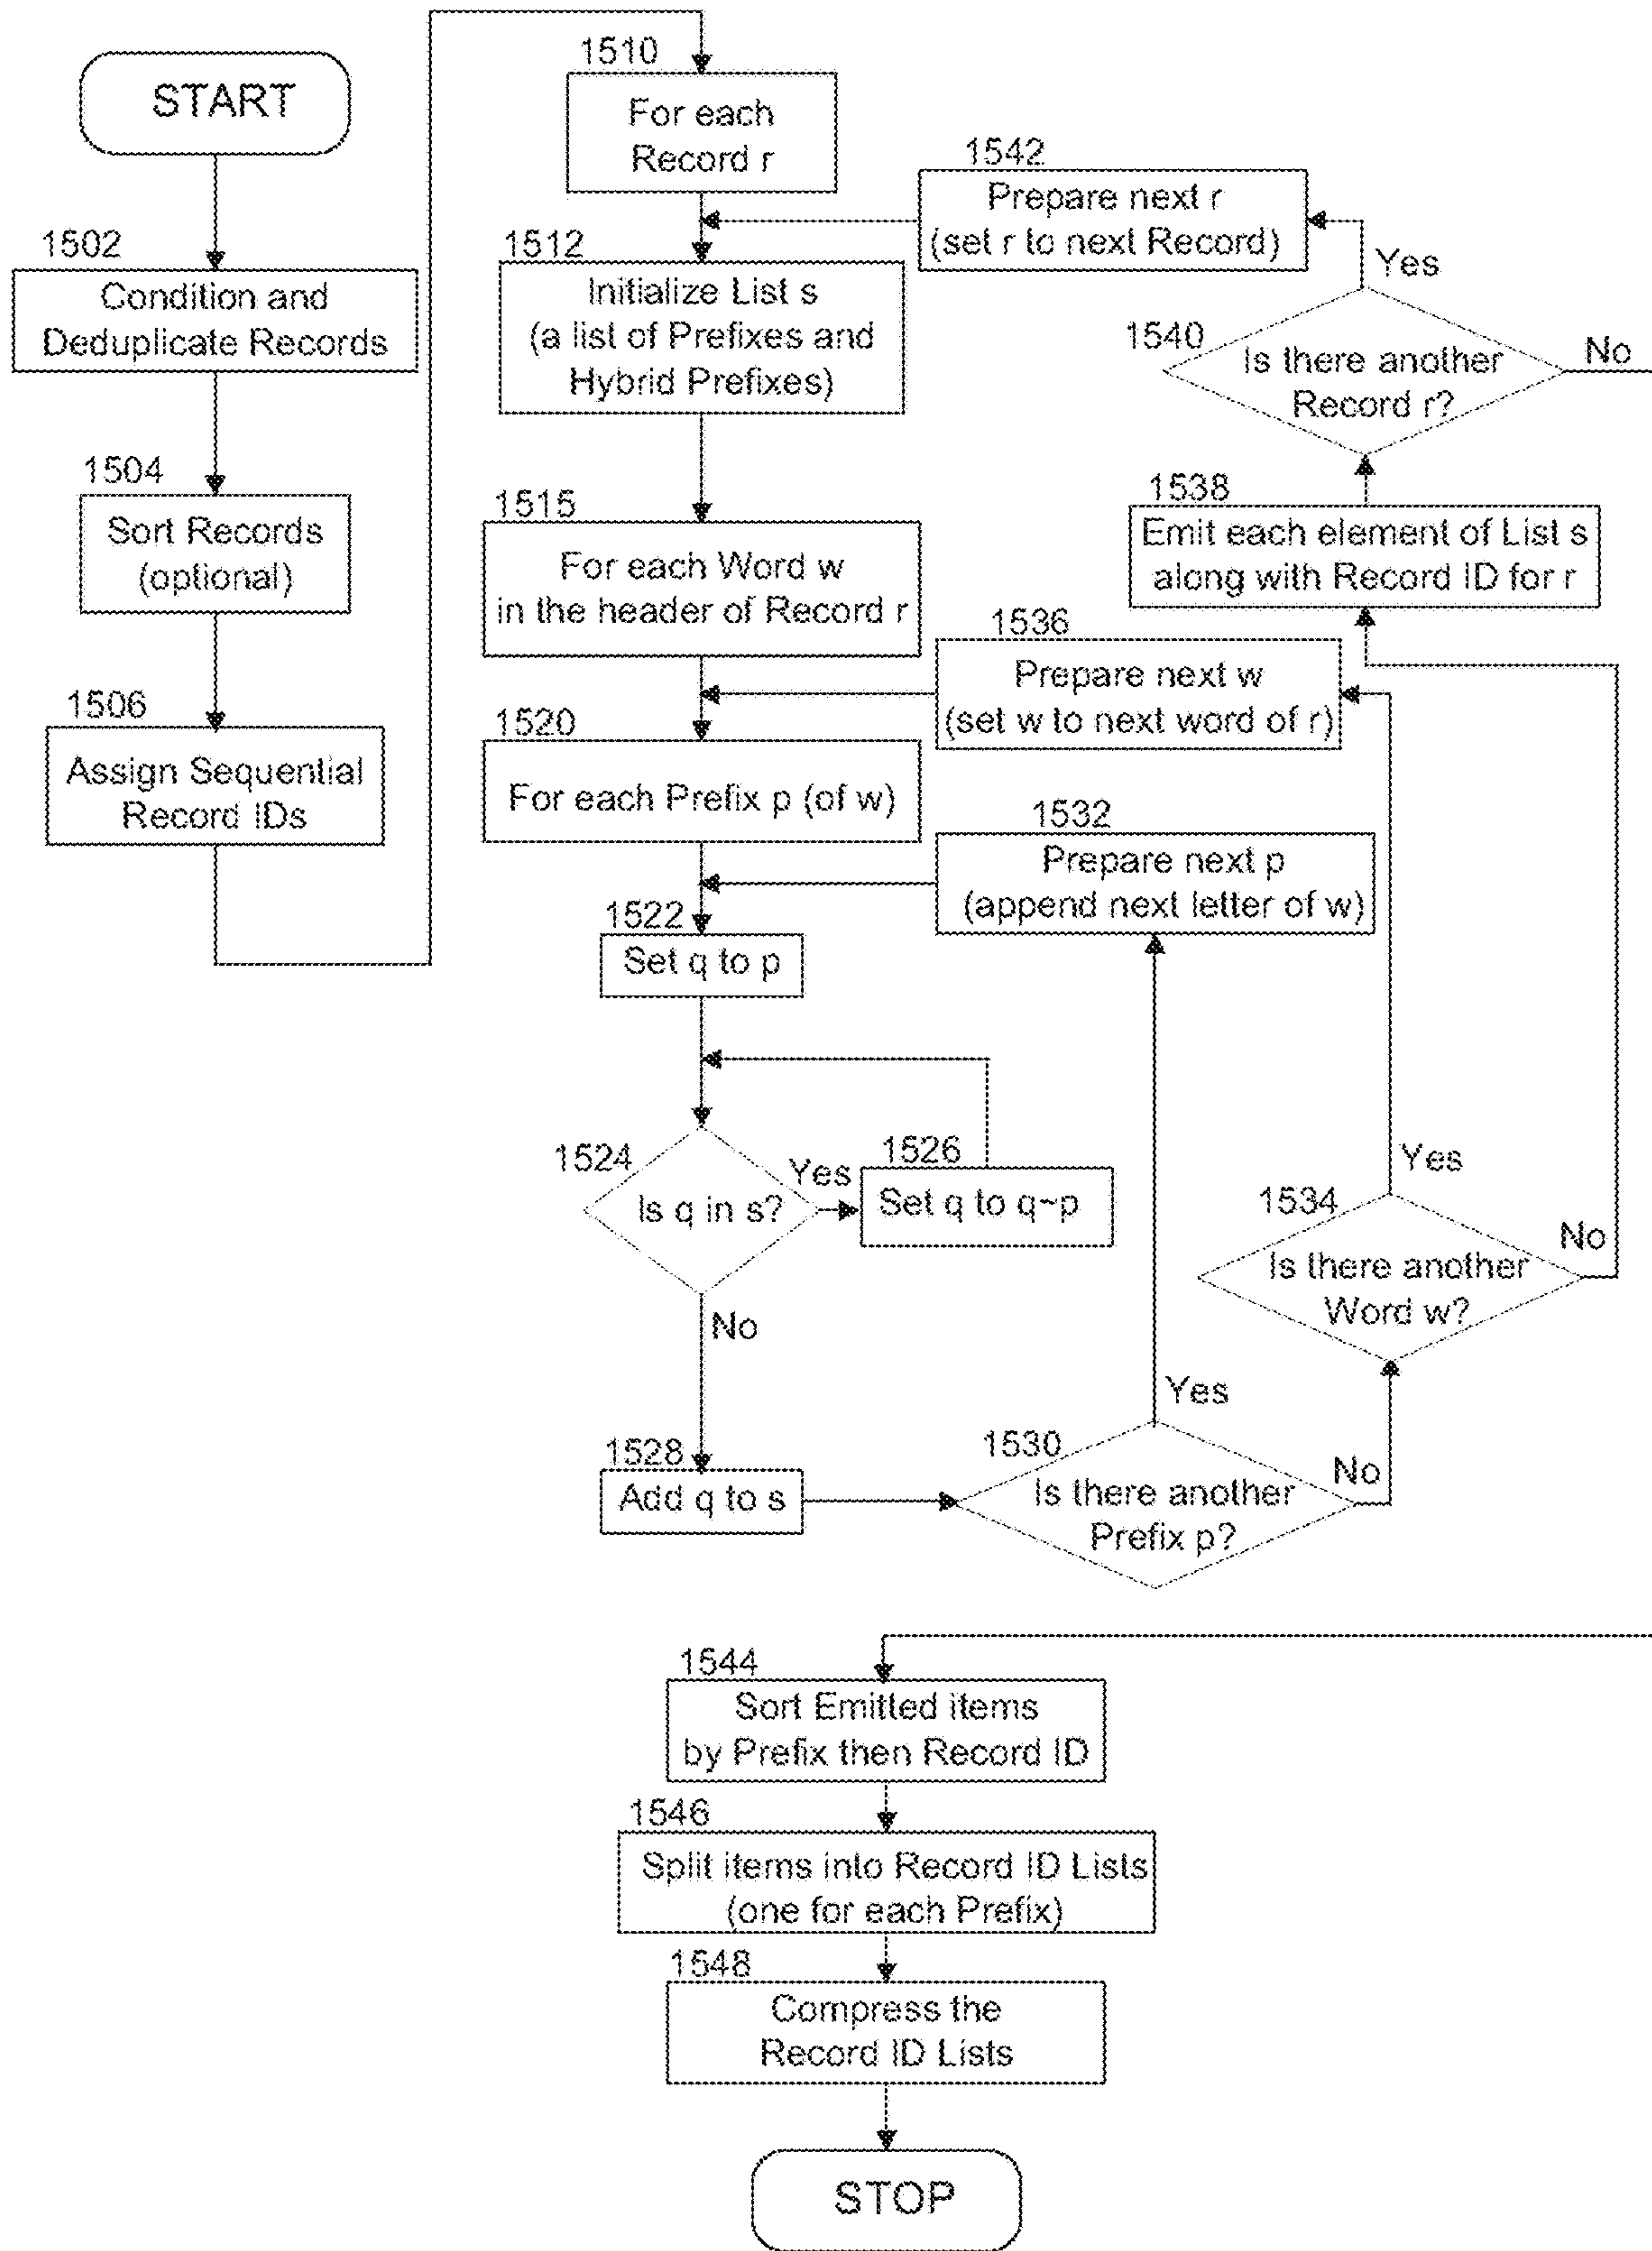 START
1502
Condition and
Deduplicate Records
1504
Sort Records
(optional)
1506
Assign Sequential
Record IDs
1510
For each
Record r
1512
Initialize List s
(a list of Prefixes and
Hybrid Prefixes)
1515
For each Word w
in the header of Record r
1520
For each Prefix p (of w)
1522
Set q to p
1524
Is q in s?
Yes
1526
Set q to q~p
No
1528
Add q to s
1530
Is there another
Prefix p?
Yes
No
1532
Prepare next p
(append next letter of w)
1534
Is there another
Word w?
Yes
No
1536
Prepare next w
(set w to next word of r)
1538
Emit each element of List s
along with Record ID for r
1540
Is there another
Record r?
Yes
No
1542
Prepare next r
(set r to next Record)
1544
Sort Emitted items
by Prefix then Record ID
1546
Split items into Record ID Lists
(one for each Prefix)
1548
Compress the
Record ID Lists
STOP